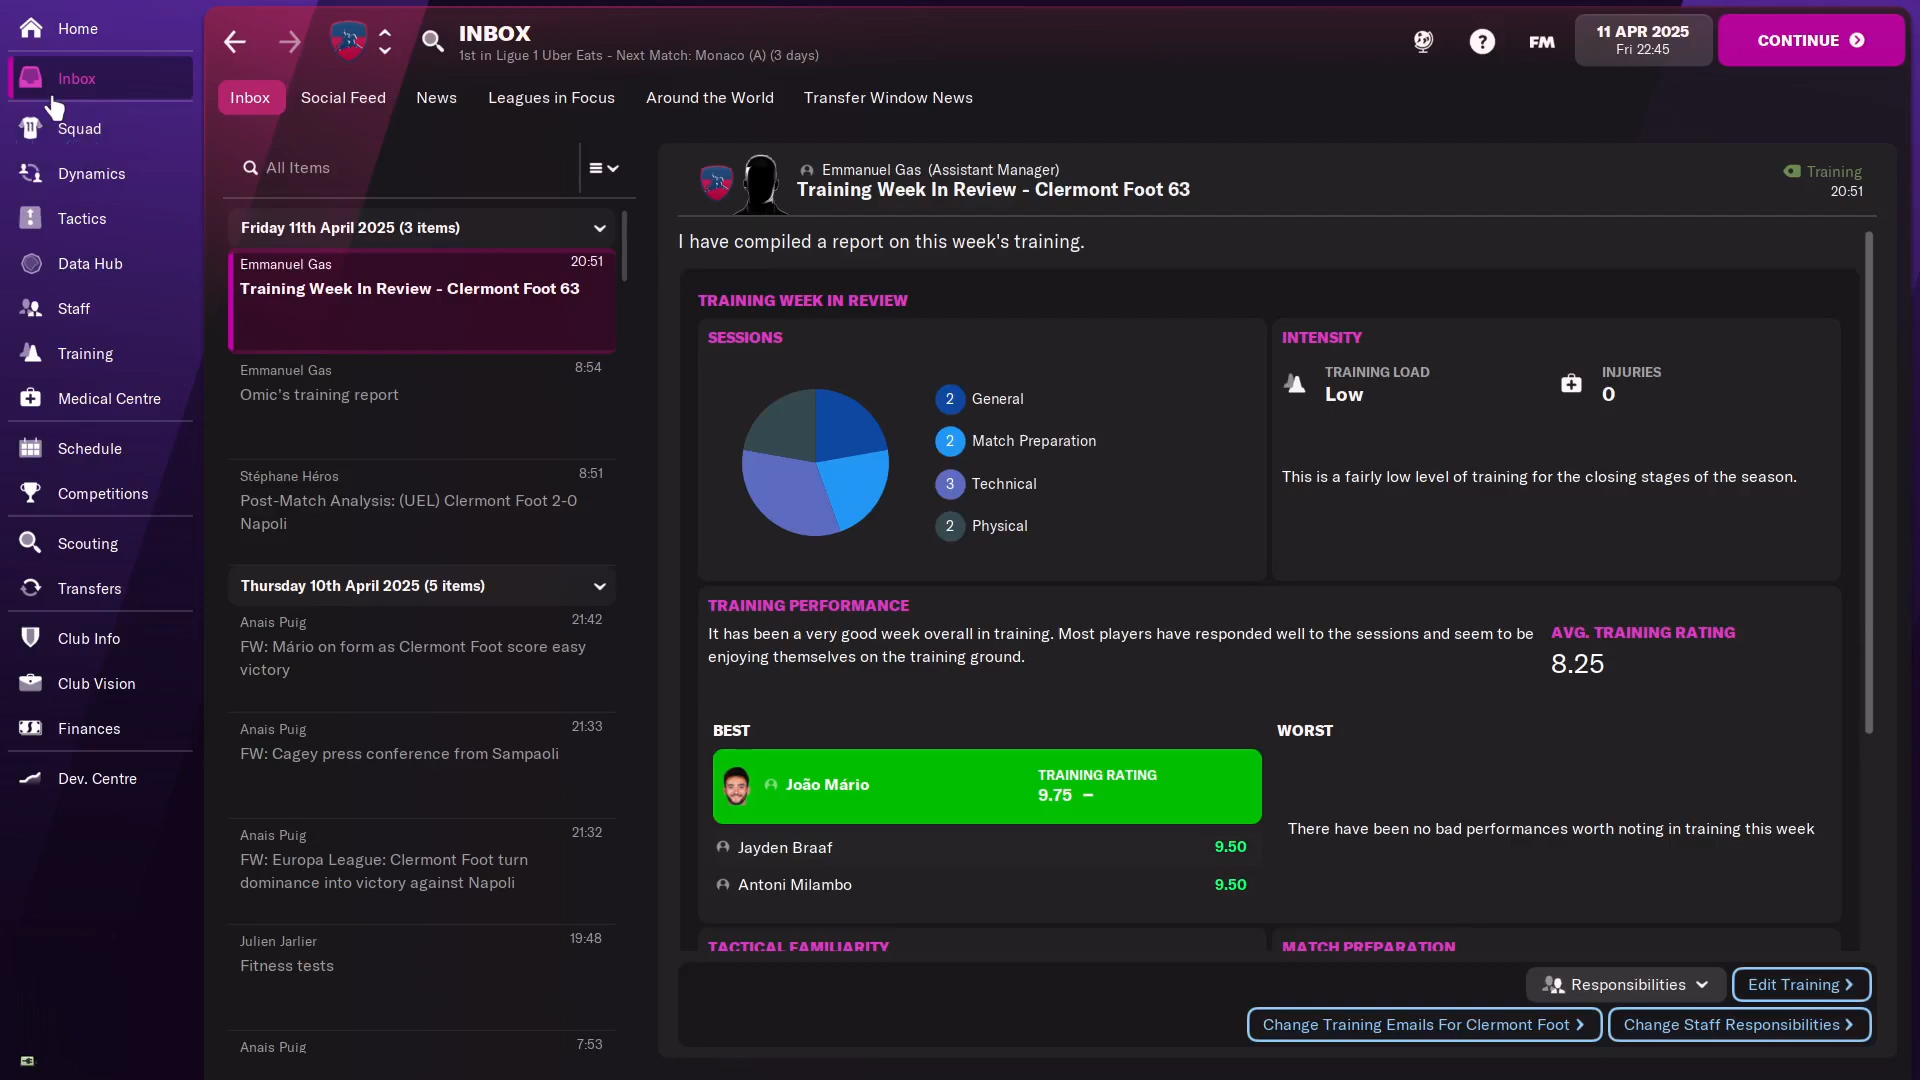 Home
Inbox
Squad
Dynamics
Tactics
Data Hub
Staff
Training
Medical Centre
Schedule
Competitions
Scouting
Transfers
Club Info
Club Vision
Finances
Dev. Centre
INBOX
1st in Ligue 1 Uber Eats - Next Match: Monaco (A) (3 days)
FM
11 APR 2025
Fri 22:45
CONTINUE
Inbox
Social Feed
News
Leagues in Focus
Around the World
Transfer Window News
All Items
Friday 11th April 2025 (3 items)
Emmanuel Gas
20:51
Training Week In Review - Clermont Foot 63
Emmanuel Gas
8:54
Omic's training report
Stéphane Héros
8:51
Post-Match Analysis: (UEL) Clermont Foot 2-0
Napoli
Thursday 10th April 2025 (5 items)
Anais Puig
21:42
FW: Mário on form as Clermont Foot score easy
victory
Anais Puig
21:33
FW: Cagey press conference from Sampaoli
Anais Puig
21:32
FW: Europa League: Clermont Foot turn
dominance into victory against Napoli
Julien Jarlier
19:48
Fitness tests
Anais Puig
7:53
Emmanuel Gas (Assistant Manager)
Training Week In Review - Clermont Foot 63
Training
20:51
I have compiled a report on this week's training.
TRAINING WEEK IN REVIEW
SESSIONS
2 General
2 Match Preparation
3 Technical
2 Physical
INTENSITY
TRAINING LOAD
Low
INJURIES
0
This is a fairly low level of training for the closing stages of the season.
TRAINING PERFORMANCE
It has been a very good week overall in training. Most players have responded well to the sessions and seem to be
enjoying themselves on the training ground.
AVG. TRAINING RATING
8.25
BEST
João Mário
TRAINING RATING
9.75 –
Jayden Braaf
9.50
Antoni Milambo
9.50
WORST
There have been no bad performances worth noting in training this week
TACTICAL FAMILIARITY
MATCH PREPARATION
Responsibilities
Edit Training
Change Training Emails For Clermont Foot
Change Staff Responsibilities